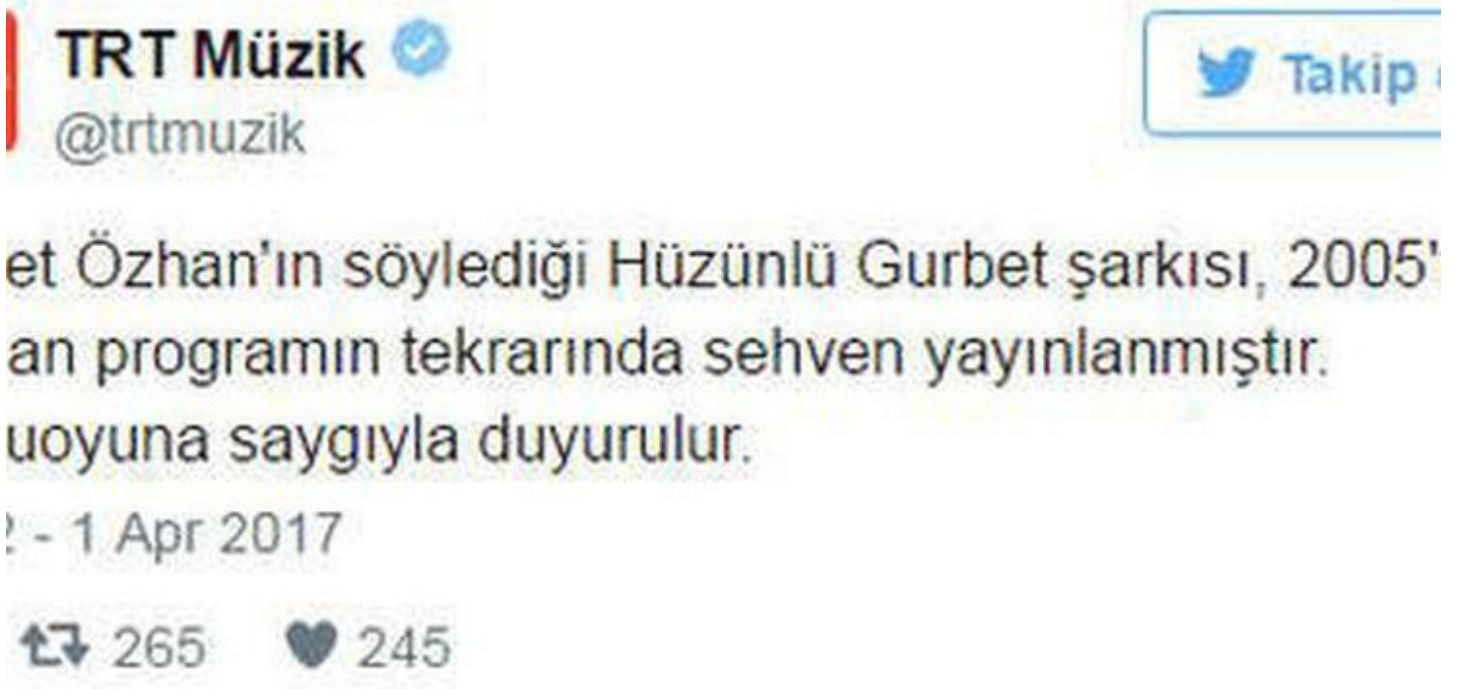 TRT Müzik
@trtmuzik
Takip
et Özhan'ın söylediği Hüzünlü Gurbet şarkısı, 2005'
an programın tekrarında sehven yayınlanmıştır.
uoyuna saygıyla duyurulur.
- 1 Apr 2017
265 245